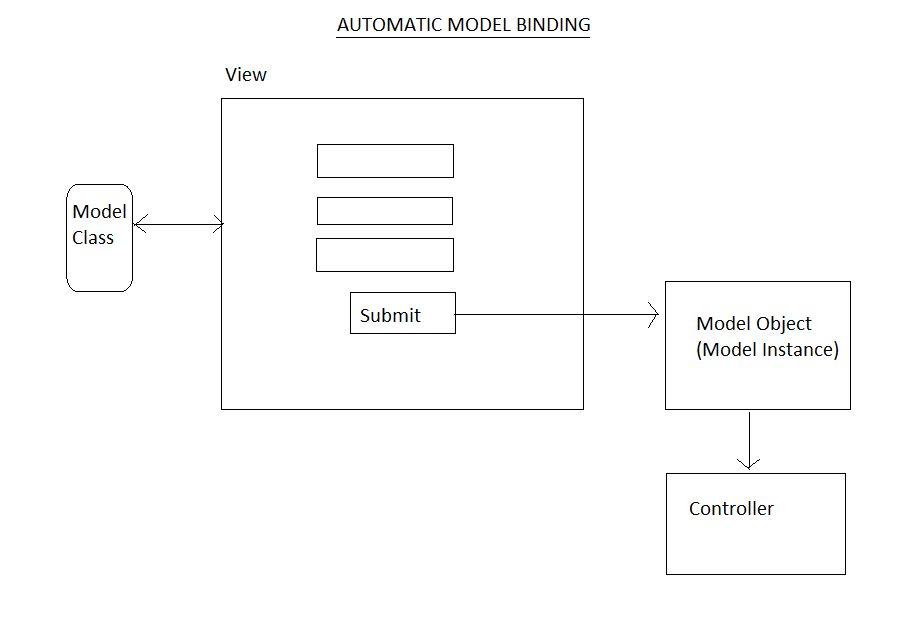 AUTOMATIC MODEL BINDING
View
Model
Class
Submit
Model Object
(Model Instance)
Controller